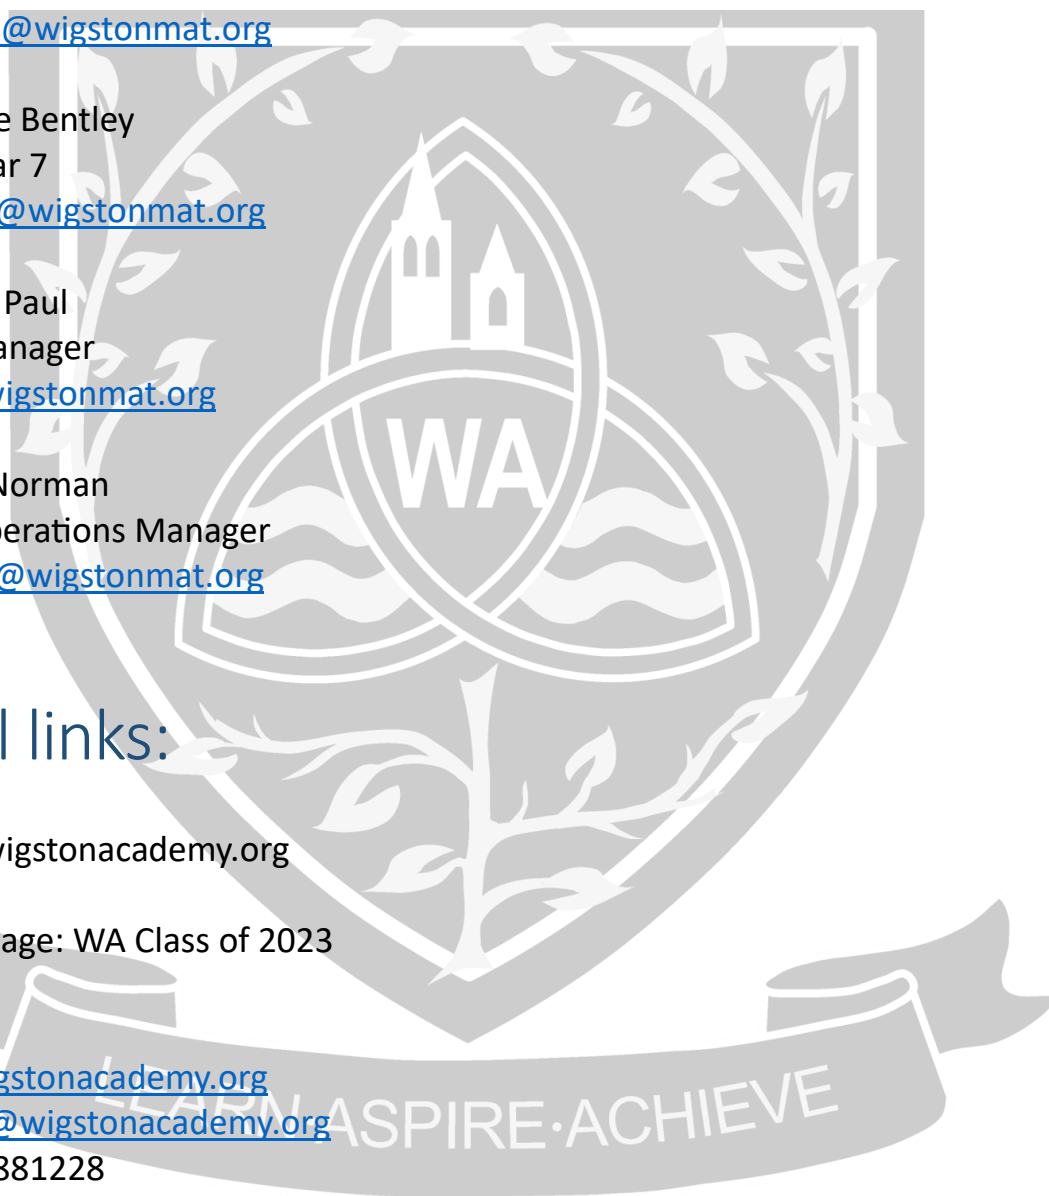 @wigstonmat.org
e Bentley
ar 7
@wigstonmat.org
Paul
anager
wigstonmat.org
Norman
perations Manager
@wigstonmat.org
l links:
wigstonacademy.org
age: WA Class of 2023
gstonacademy.org
@wigstonacademy.org
881228
WA
LEARN·ASPIRE·ACHIEVE